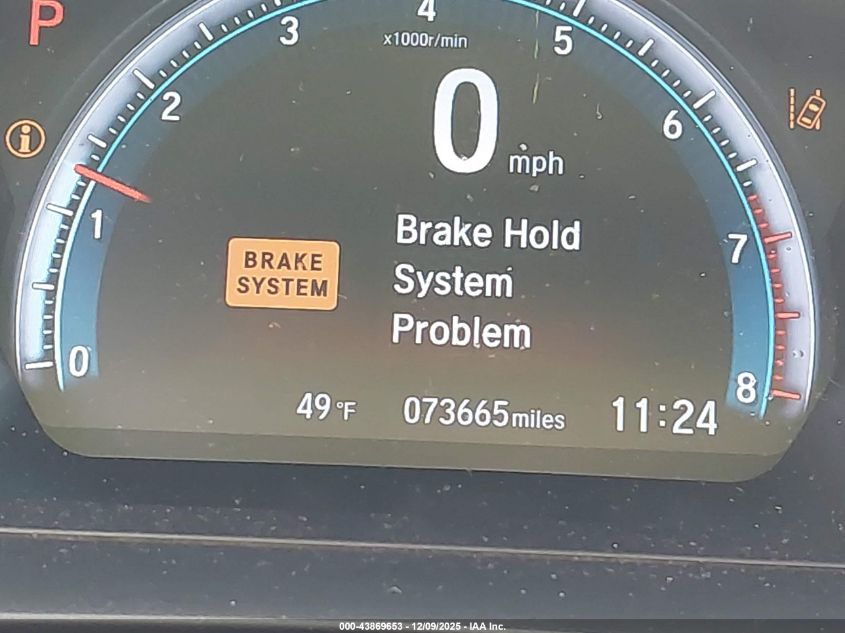 P
0
1
2
3
4
5
6
7
8
x1000r/min
0 mph
BRAKE
SYSTEM
Brake Hold
System
Problem
49 °F 073665 miles 11:24
000-43869653 - 12/09/2025 - IAA Inc.